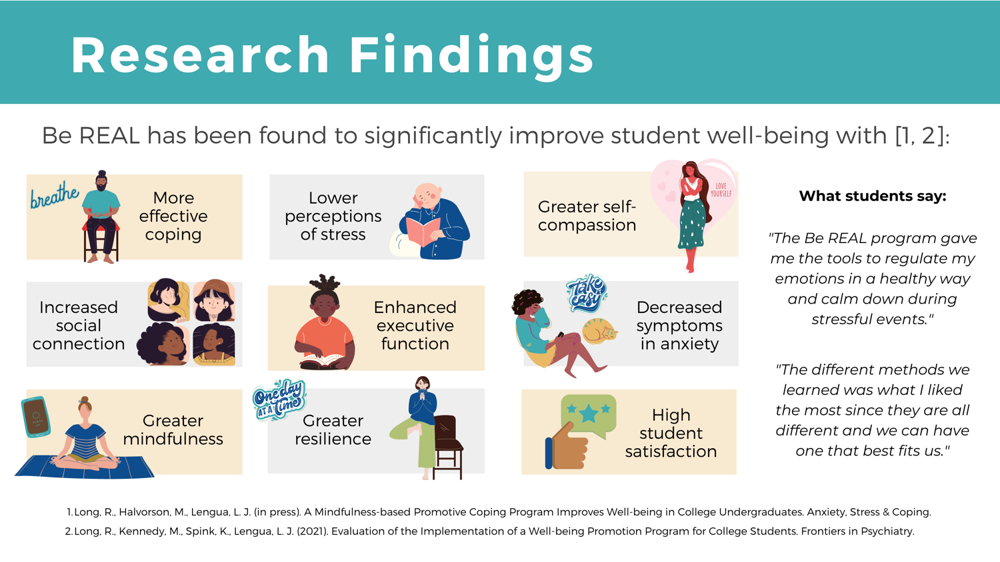 Research Findings
Be REAL has been found to significantly improve student well-being with [1, 2]:
breathe
More
effective
coping
Lower
perceptions
of stress
Greater self-
compassion
LOVE
YOURSELF
Increased
social
connection
Enhanced
executive
function
take
easy
Decreased
symptoms
in anxiety
Greater
mindfulness
One day
AT A Time
Greater
resilience
High
student
satisfaction
What students say:
"The Be REAL program gave
me the tools to regulate my
emotions in a healthy way
and calm down during
stressful events."
"The different methods we
learned was what I liked
the most since they are all
different and we can have
one that best fits us."
1. Long, R., Halvorson, M., Lengua, L. J. (in press). A Mindfulness-based Promotive Coping Program Improves Well-being in College Undergraduates. Anxiety, Stress & Coping.
2. Long, R., Kennedy, M., Spink, K., Lengua, L. J. (2021). Evaluation of the Implementation of a Well-being Promotion Program for College Students. Frontiers in Psychiatry.